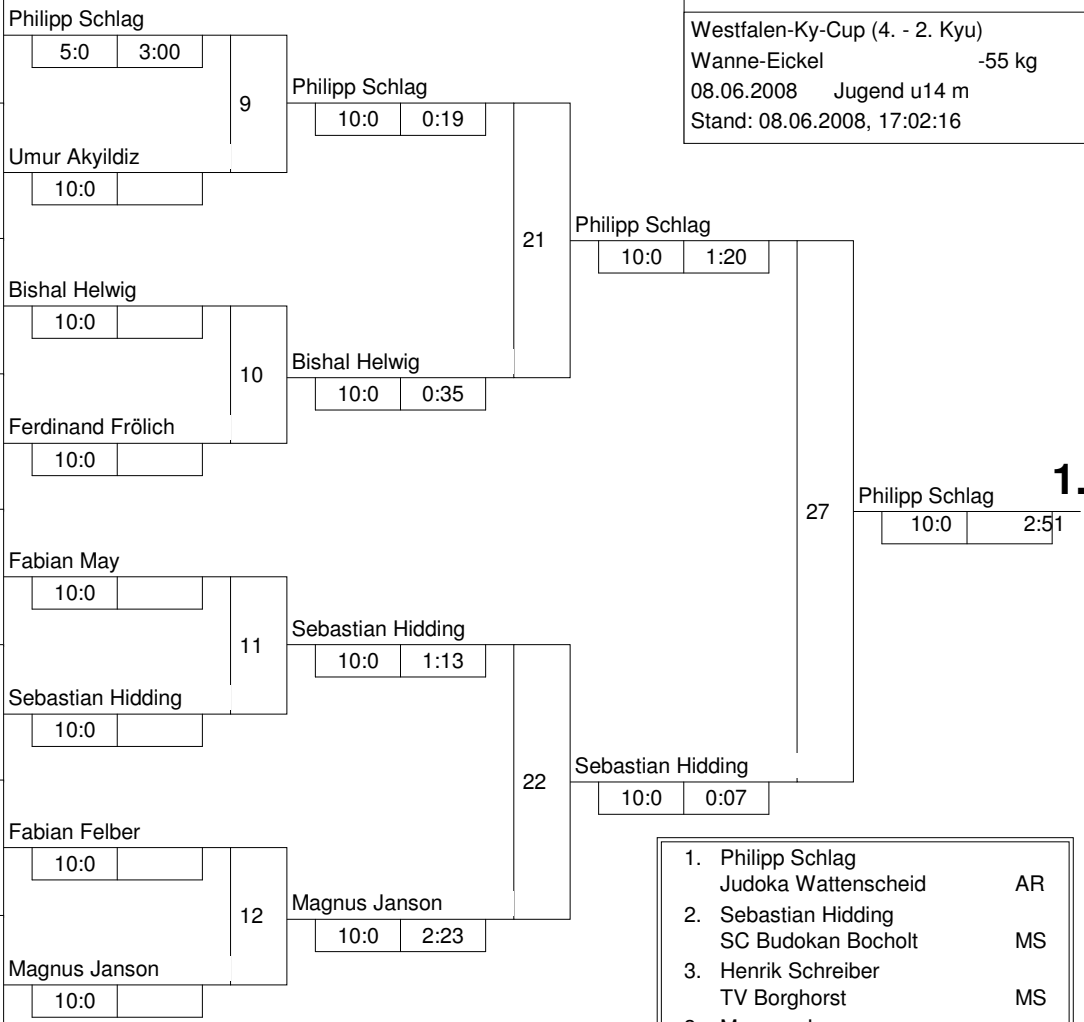 Westfalen-Ky-Cup (4. - 2. Kyu)
Wanne-Eickel -55 kg
08.06.2008 Jugend u14 m
Stand: 08.06.2008, 17:02:16
Philipp Schlag
5:0 3:00
9
Umur Akyildiz
10:0
Philipp Schlag
10:0 0:19
Bishal Helwig
10:0
10
Ferdinand Frölich
10:0
Bishal Helwig
10:0 0:35
21
Philipp Schlag
10:0 1:20
Fabian May
10:0
11
Sebastian Hidding
10:0
Sebastian Hidding
10:0 1:13
Fabian Felber
10:0
12
Magnus Janson
10:0
Magnus Janson
10:0 2:23
22
Sebastian Hidding
10:0 0:07
27
Philipp Schlag 1.
10:0 2:51
1. Philipp Schlag
Judoka Wattenscheid AR
2. Sebastian Hidding
SC Budokan Bocholt MS
3. Henrik Schreiber
TV Borghorst MS